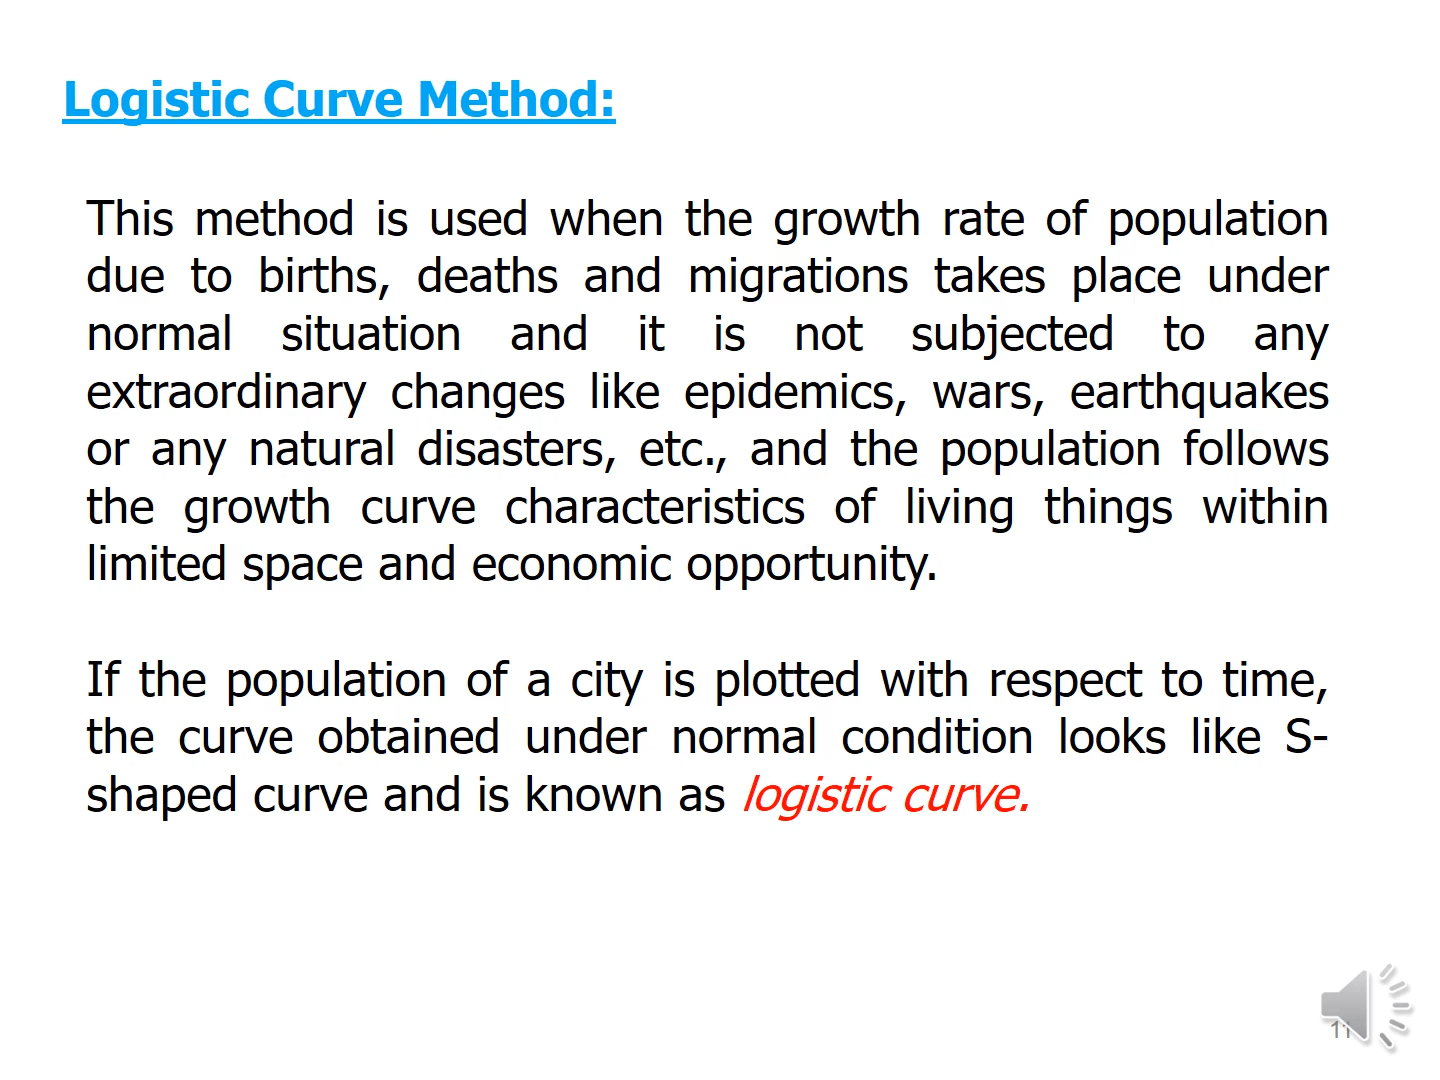 Logistic Curve Method:
This method is used when the growth rate of population
due to births, deaths and migrations takes place under
normal situation and it is not subjected to any
extraordinary changes like epidemics, wars, earthquakes
or any natural disasters, etc., and the population follows
the growth curve characteristics of living things within
limited space and economic opportunity.
If the population of a city is plotted with respect to time,
the curve obtained under normal condition looks like S-
shaped curve and is known as logistic curve.
11